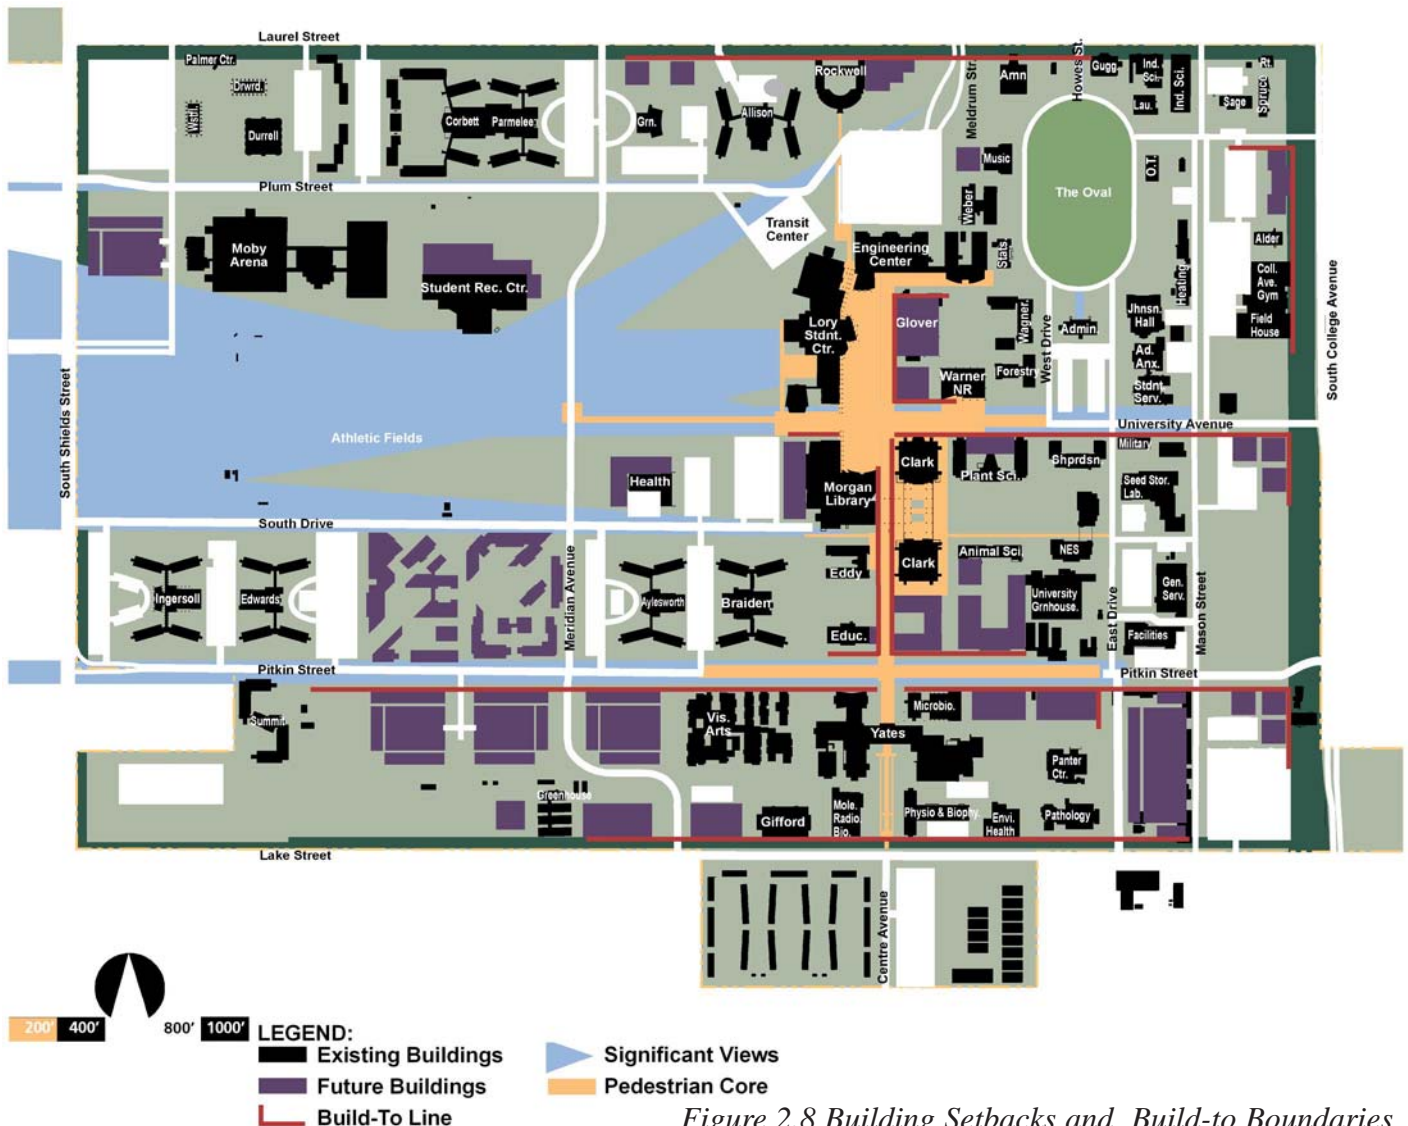 Laurel Street
Palmer Ctr.
Drwrd.
Durrell
Corbett
Parmelee
Grn.
Allison
Rockwell
Meldrum Str.
Amn
Howes St.
Gugg.
Ind.
Sci.
Lau.
Ind. Sci.
Sage
Rt.
Spruce
Music
The Oval
O.T.
Plum Street
Weber
Transit
Center
Moby
Arena
Student Rec. Ctr.
Engineering
Center
Stats.
Heating
Alder
Coll.
Ave.
Gym
Field
House
Lory
Stdnt.
Ctr.
Glover
Wagner.
West Drive
Admin.
Jhnsn.
Hall
Ad.
Anx.
Stdnt
Serv.
Forestry
Warner
NR
South College Avenue
South Shields Street
Athletic Fields
University Avenue
Military
Health
Morgan
Library
Clark
Plant Sci.
Shprdsn
Seed Stor.
Lab.
South Drive
Meridian Avenue
Ingersoll
Edwards
Aylesworth
Braiden
Eddy
Educ.
Clark
Animal Sci.
NES
University
Grnhouse.
East Drive
Gen.
Serv.
Mason Street
Facilities
Pitkin Street
Pitkin Street
Summit
Vis.
Arts
Yates
Microbio.
Panter
Ctr.
Greenhouse
Gifford
Mole.
Radio.
Bio.
Physio & Biophy.
Envi.
Health
Pathology
Lake Street
Centre Avenue
200' 400' 800' 1000'
LEGEND:
Existing Buildings
Future Buildings
Build-To Line
Significant Views
Pedestrian Core
Figure 2.8 Building Setbacks and Build-to Boundaries